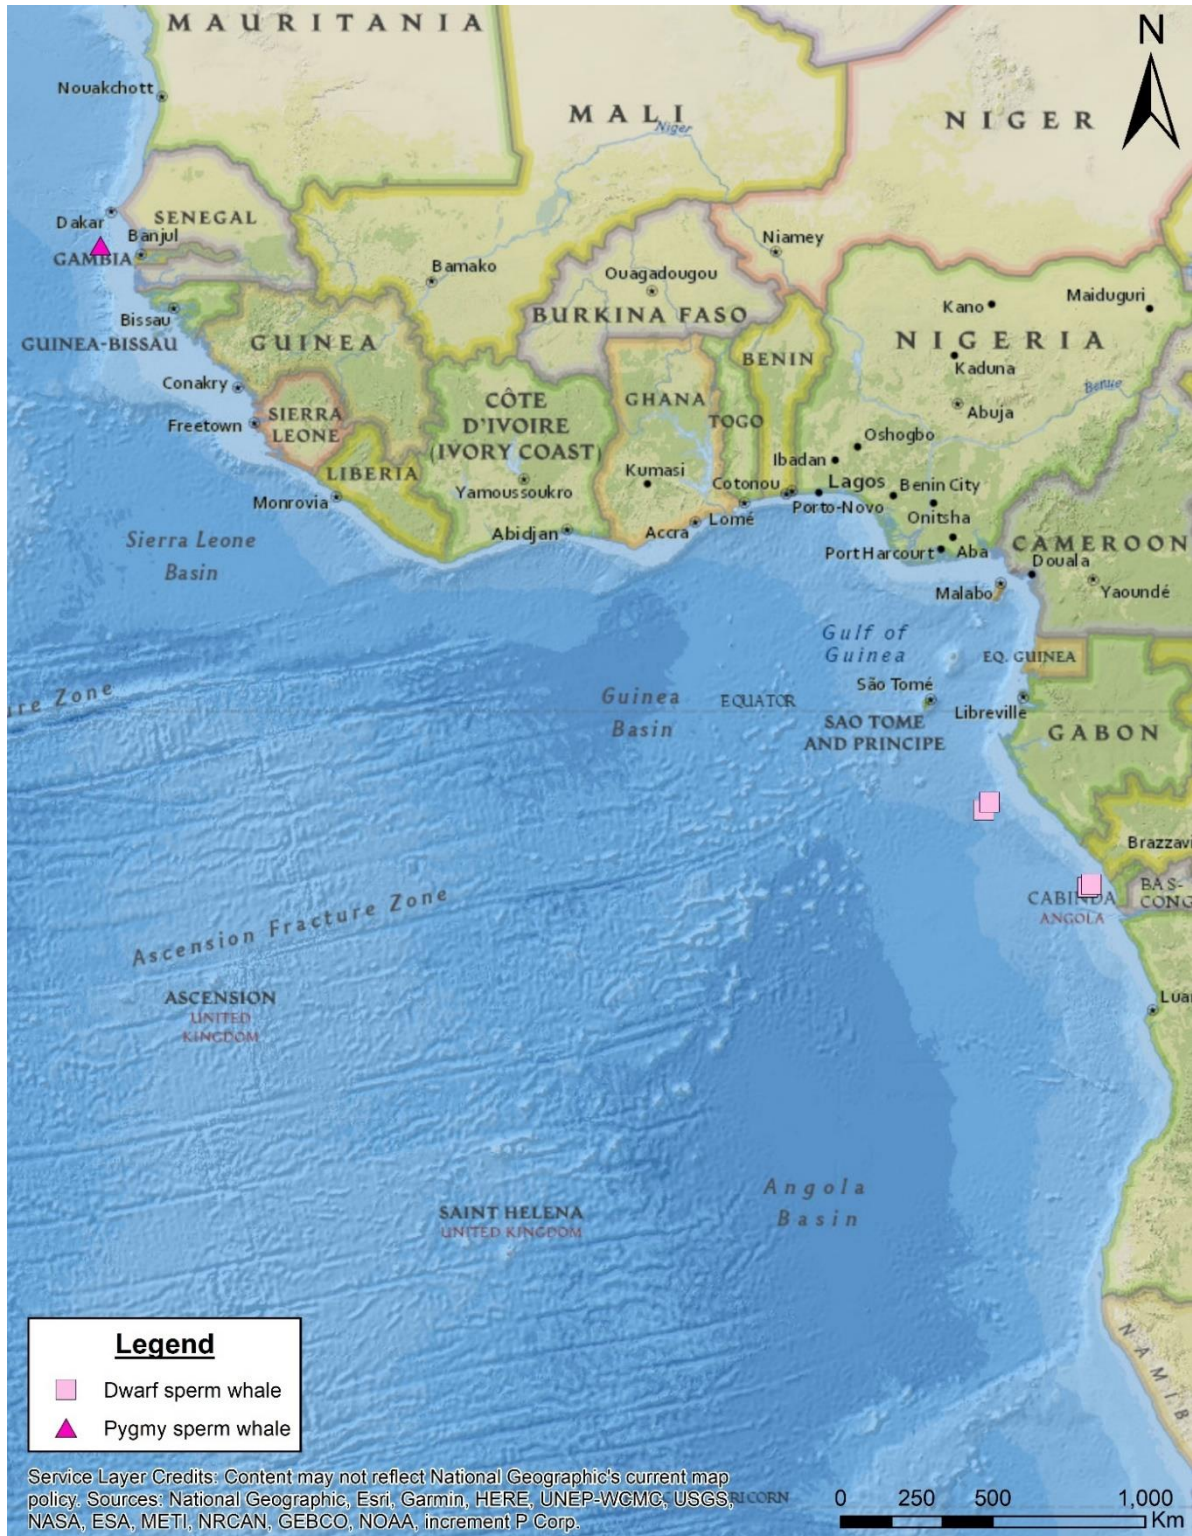 MAURITANIA
N
Nouakchott
MALI
Niger
NIGER
Dakar
SENEGAL
Banjul
GAMBIA
Niamey
Bamako
Ouagadougou
Kano
Maiduguri
Bissau
GUINEA-BISSAU
GUINEA
BURKINA FASO
NIGERIA
BENIN
Kaduna
Conakry
Benue
SIERRA
LEONE
CÔTE
D'IVOIRE
(IVORY COAST)
GHANA
TOGO
Abuja
Freetown
Oshogbo
Ibadan
LIBERIA
Kumasi
Yamoussoukro
Cotonou
Lagos
Benin City
Monrovia
Porto-Novo
Lomé
Onitsha
Abidjan
Accra
Sierra Leone
Basin
Port Harcourt
Aba
CAMEROON
Douala
Malabo
Yaoundé
Gulf of
Guinea
EQ. GUINEA
São Tomé
ure Zone
Guinea
Basin
EQUATOR
Libreville
SAO TOME
AND PRINCIPE
GABON
Brazzavi
CABINDA
ANGOLA
BAS-
CONG
Ascension Fracture Zone
ASCENSION
UNITED
KINGDOM
Lua
Angola
Basin
SAINT HELENA
UNITED KINGDOM
NAMIB
Legend
Dwarf sperm whale
Pygmy sperm whale
Service Layer Credits: Content may not reflect National Geographic's current map
policy. Sources: National Geographic, Esri, Garmin, HERE, UNEP-WCMC, USGS,
NASA, ESA, METI, NRCAN, GEBCO, NOAA, increment P Corp.
RICORN
0 250 500 1,000
Km